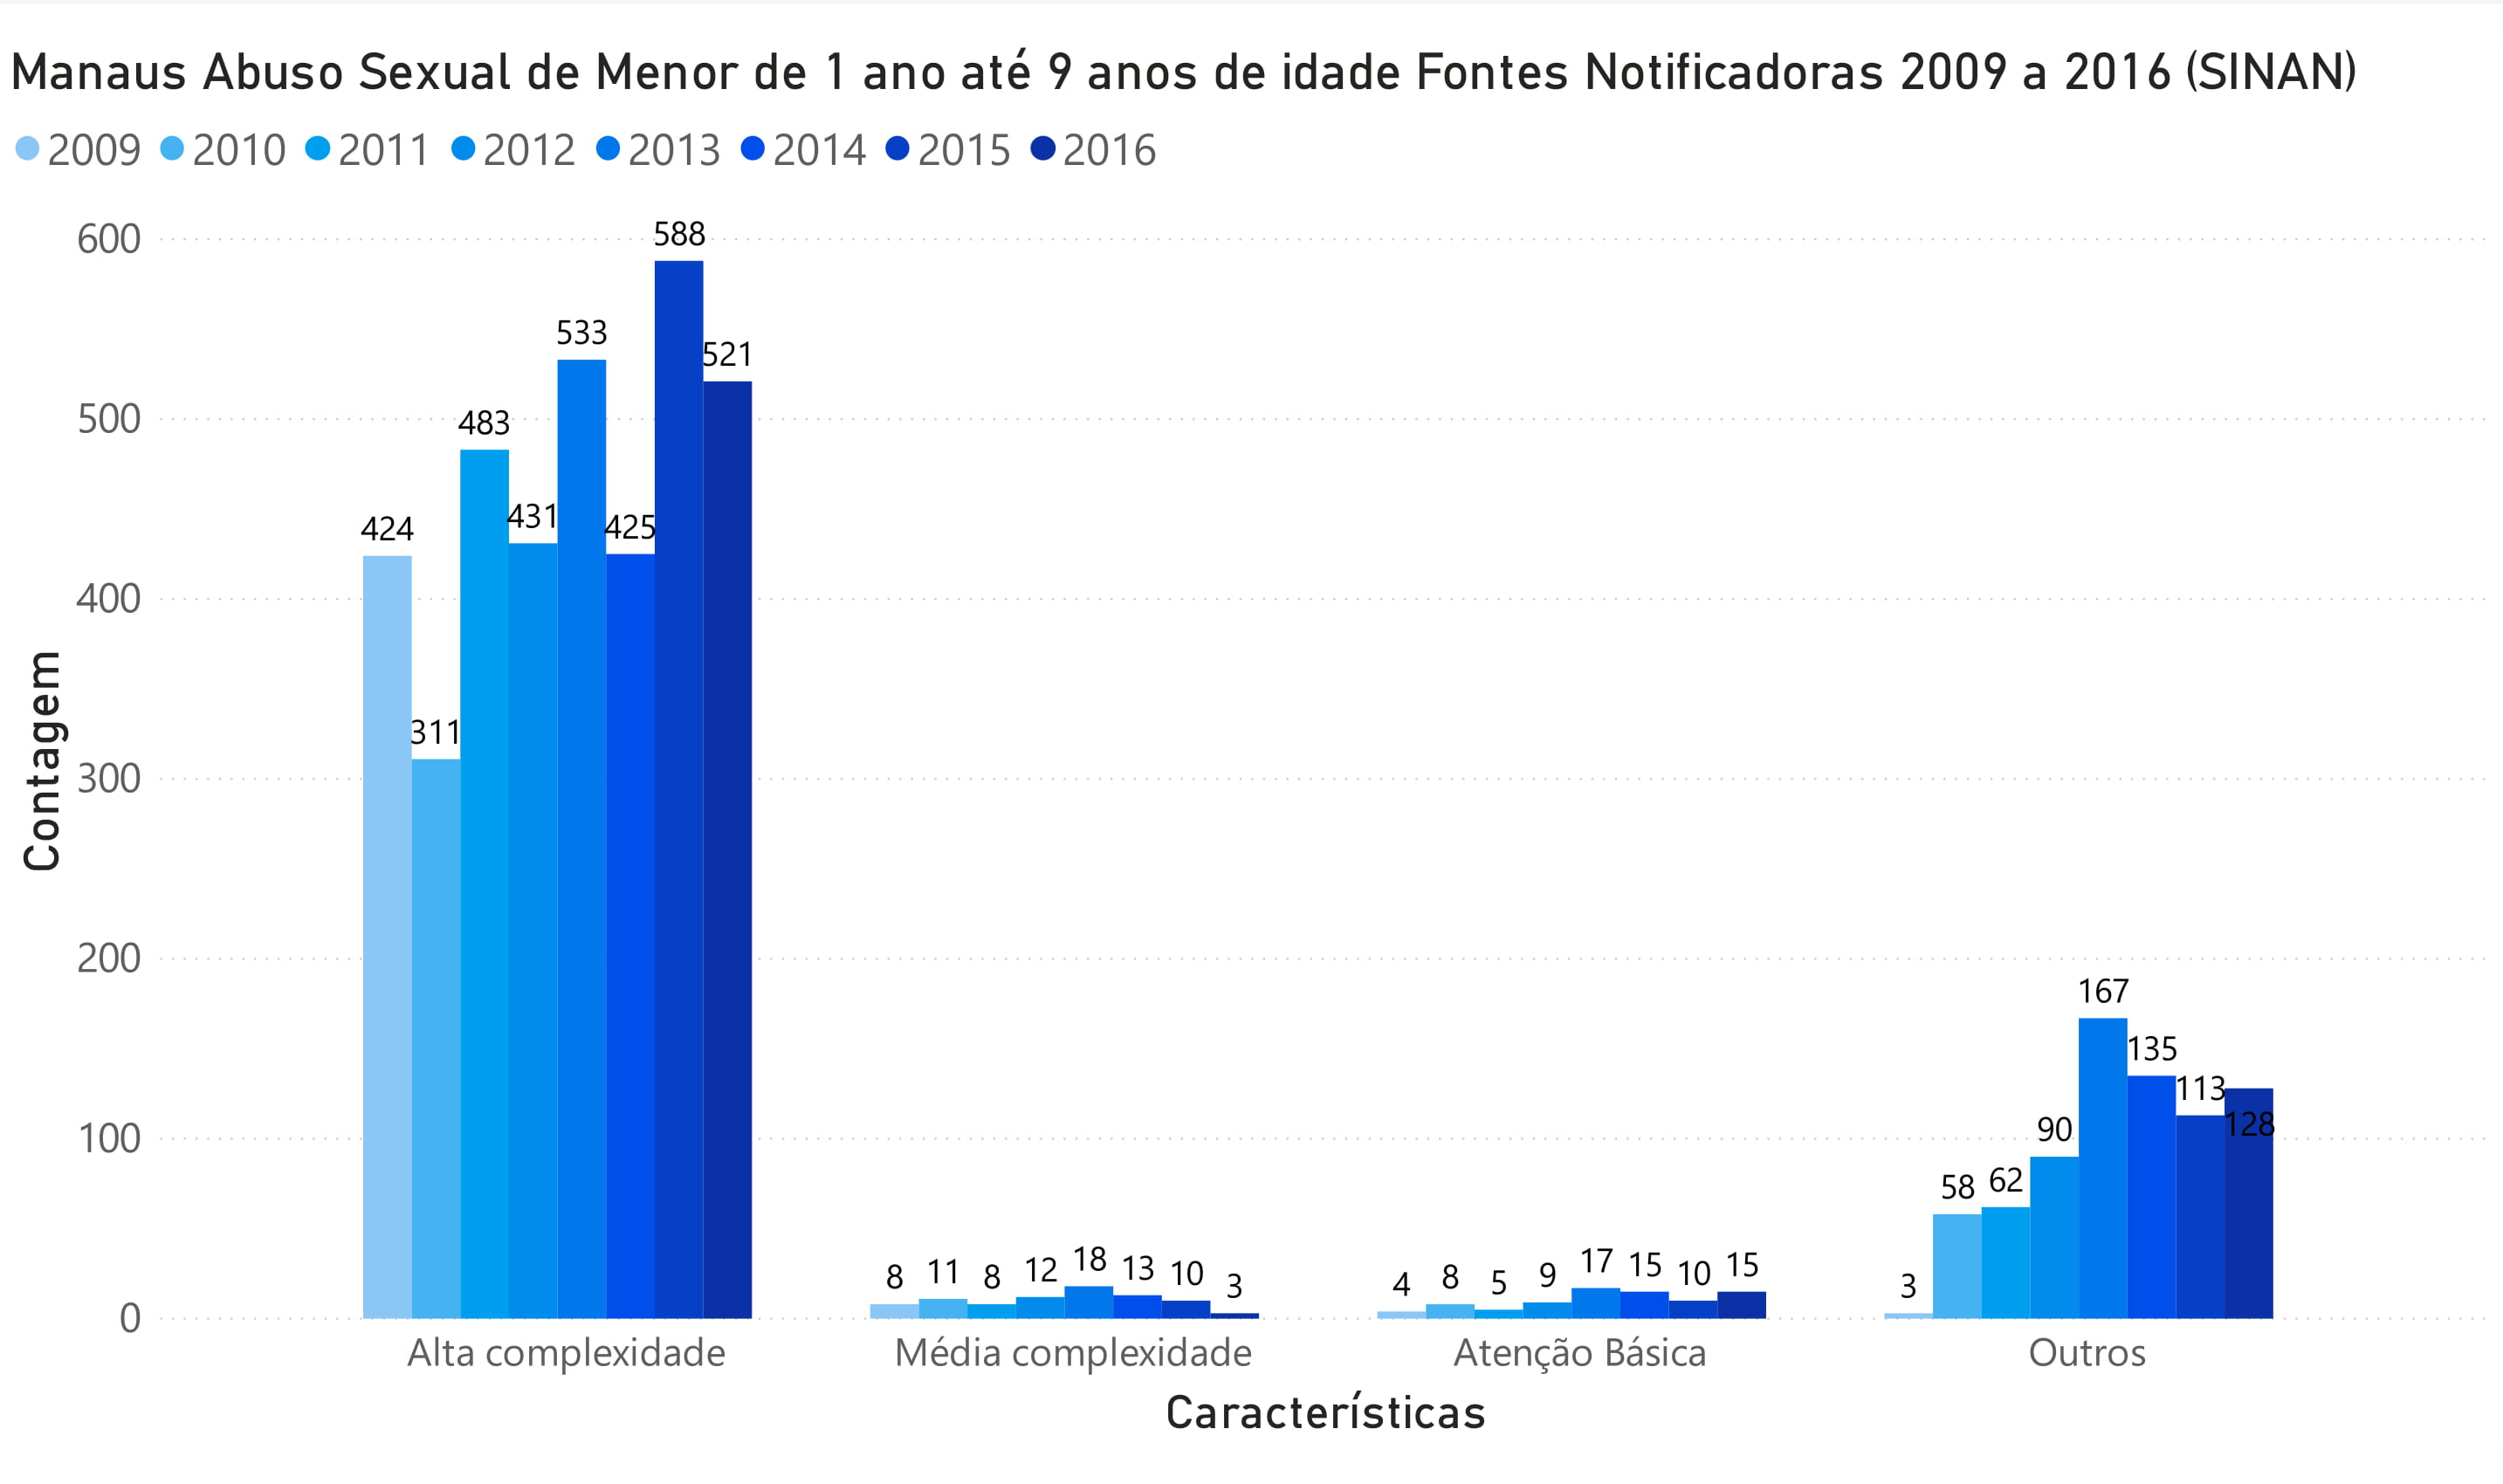 Manaus Abuso Sexual de Menor de 1 ano até 9 anos de idade Fontes Notificadoras 2009 a 2016 (SINAN)
2009 2010 2011 2012 2013 2014 2015 2016
Contagem
600
500
400
300
200
100
0
424 311 483 431 533 425 588 521
8 11 8 12 18 13 10 3
4 8 5 9 17 15 10 15
3 58 62 90 167 135 113 128
Alta complexidade Média complexidade Atenção Básica Outros
Características